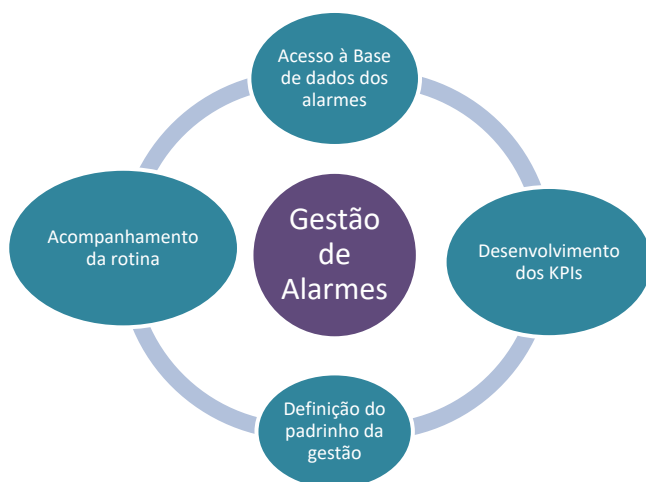 Acesso à Base
de dados dos
alarmes
Acompanhamento
da rotina
Gestão
de
Alarmes
Desenvolvimento
dos KPIs
Definição do
padrinho da
gestão